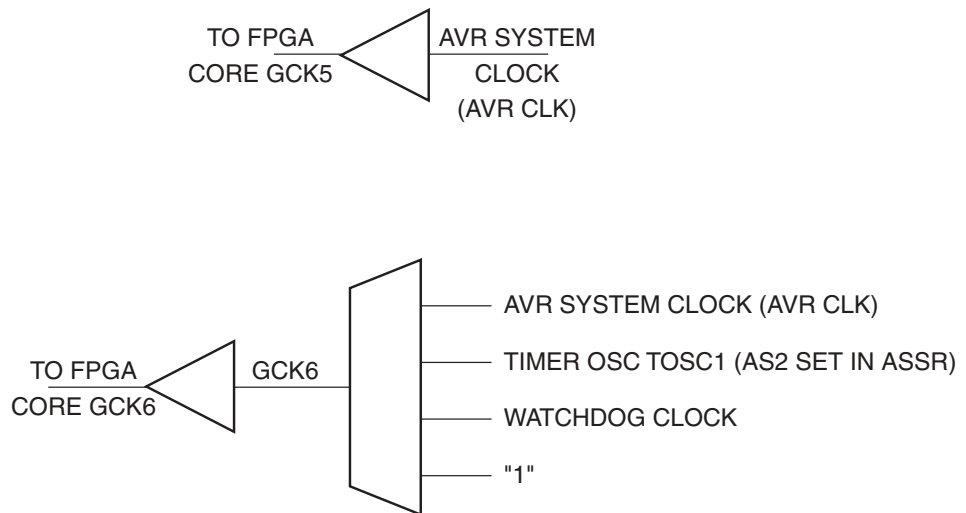 TO FPGA
CORE GCK5
AVR SYSTEM
CLOCK
(AVR CLK)
AVR SYSTEM CLOCK (AVR CLK)
TIMER OSC TOSC1 (AS2 SET IN ASSR)
TO FPGA
CORE GCK6
GCK6
WATCHDOG CLOCK
"1"